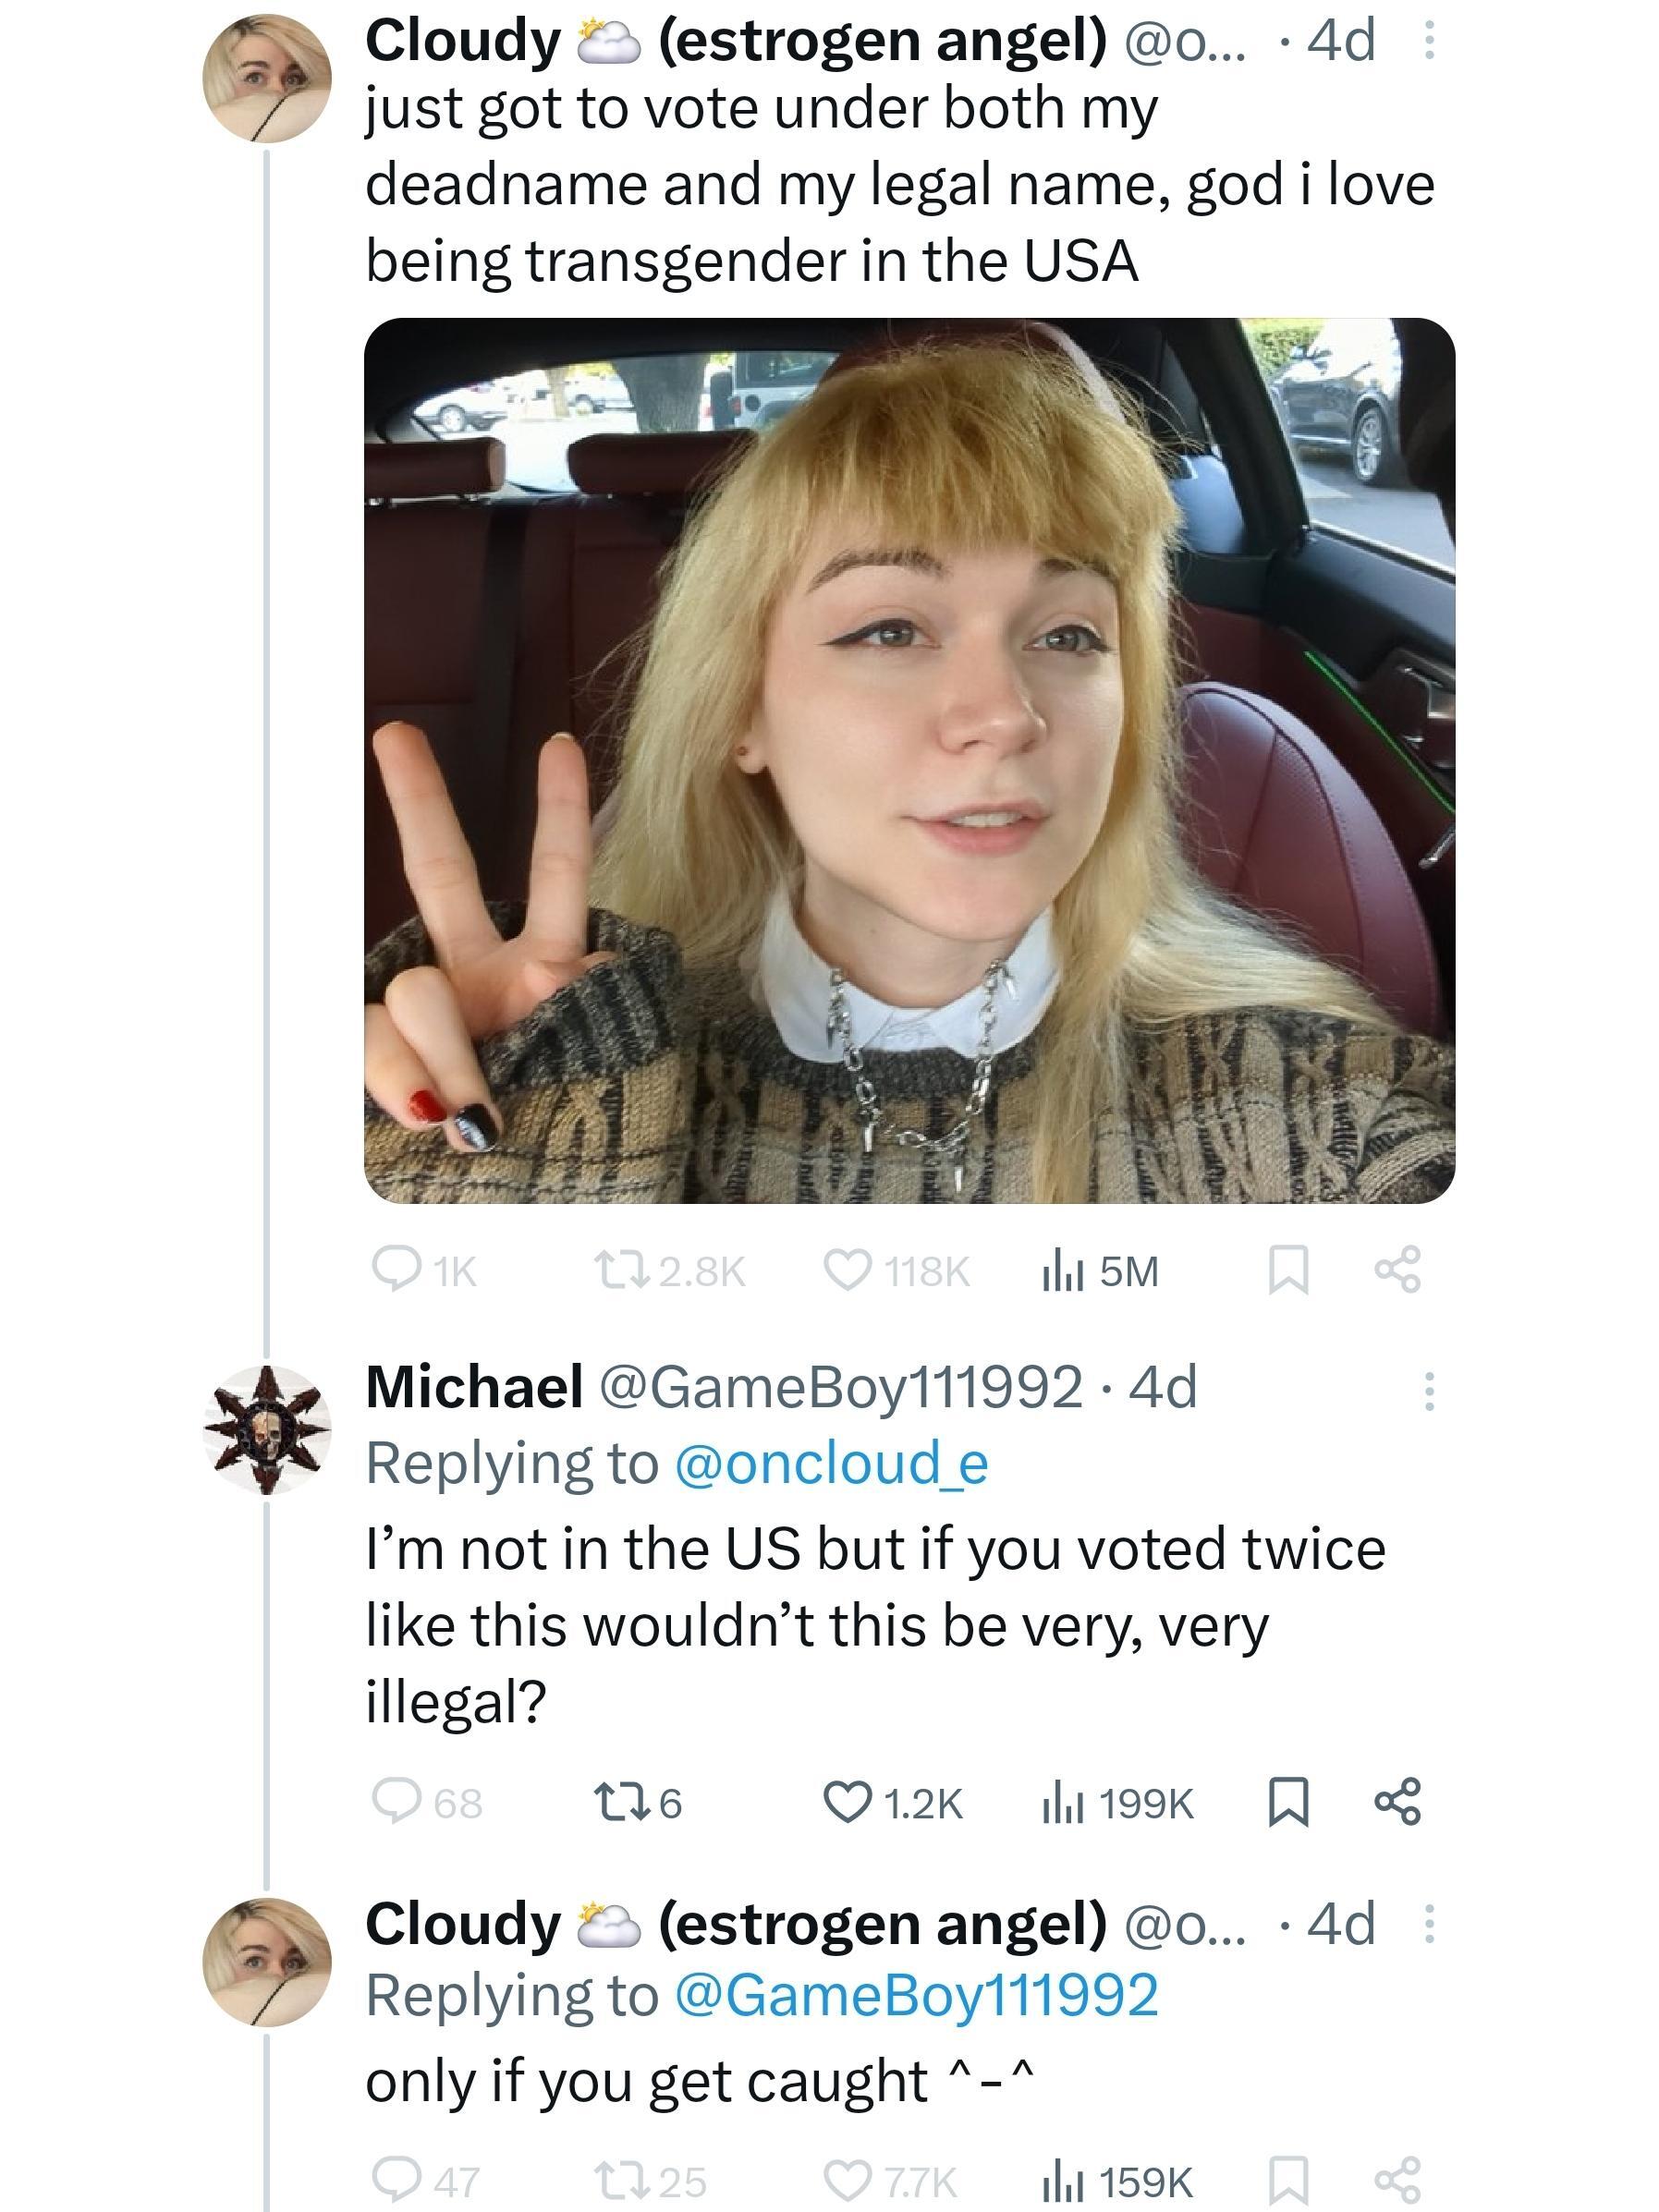 Cloudy 🌥️ (estrogen angel) @o... · 4d
just got to vote under both my
deadname and my legal name, god i love
being transgender in the USA
1K 2.8K 118K 5M
Michael @GameBoy111992 · 4d
Replying to @oncloud_e
I’m not in the US but if you voted twice
like this wouldn’t this be very, very
illegal?
68 6 1.2K 199K
Cloudy 🌥️ (estrogen angel) @o... · 4d
Replying to @GameBoy111992
only if you get caught ^-^
47 25 7.7K 159K